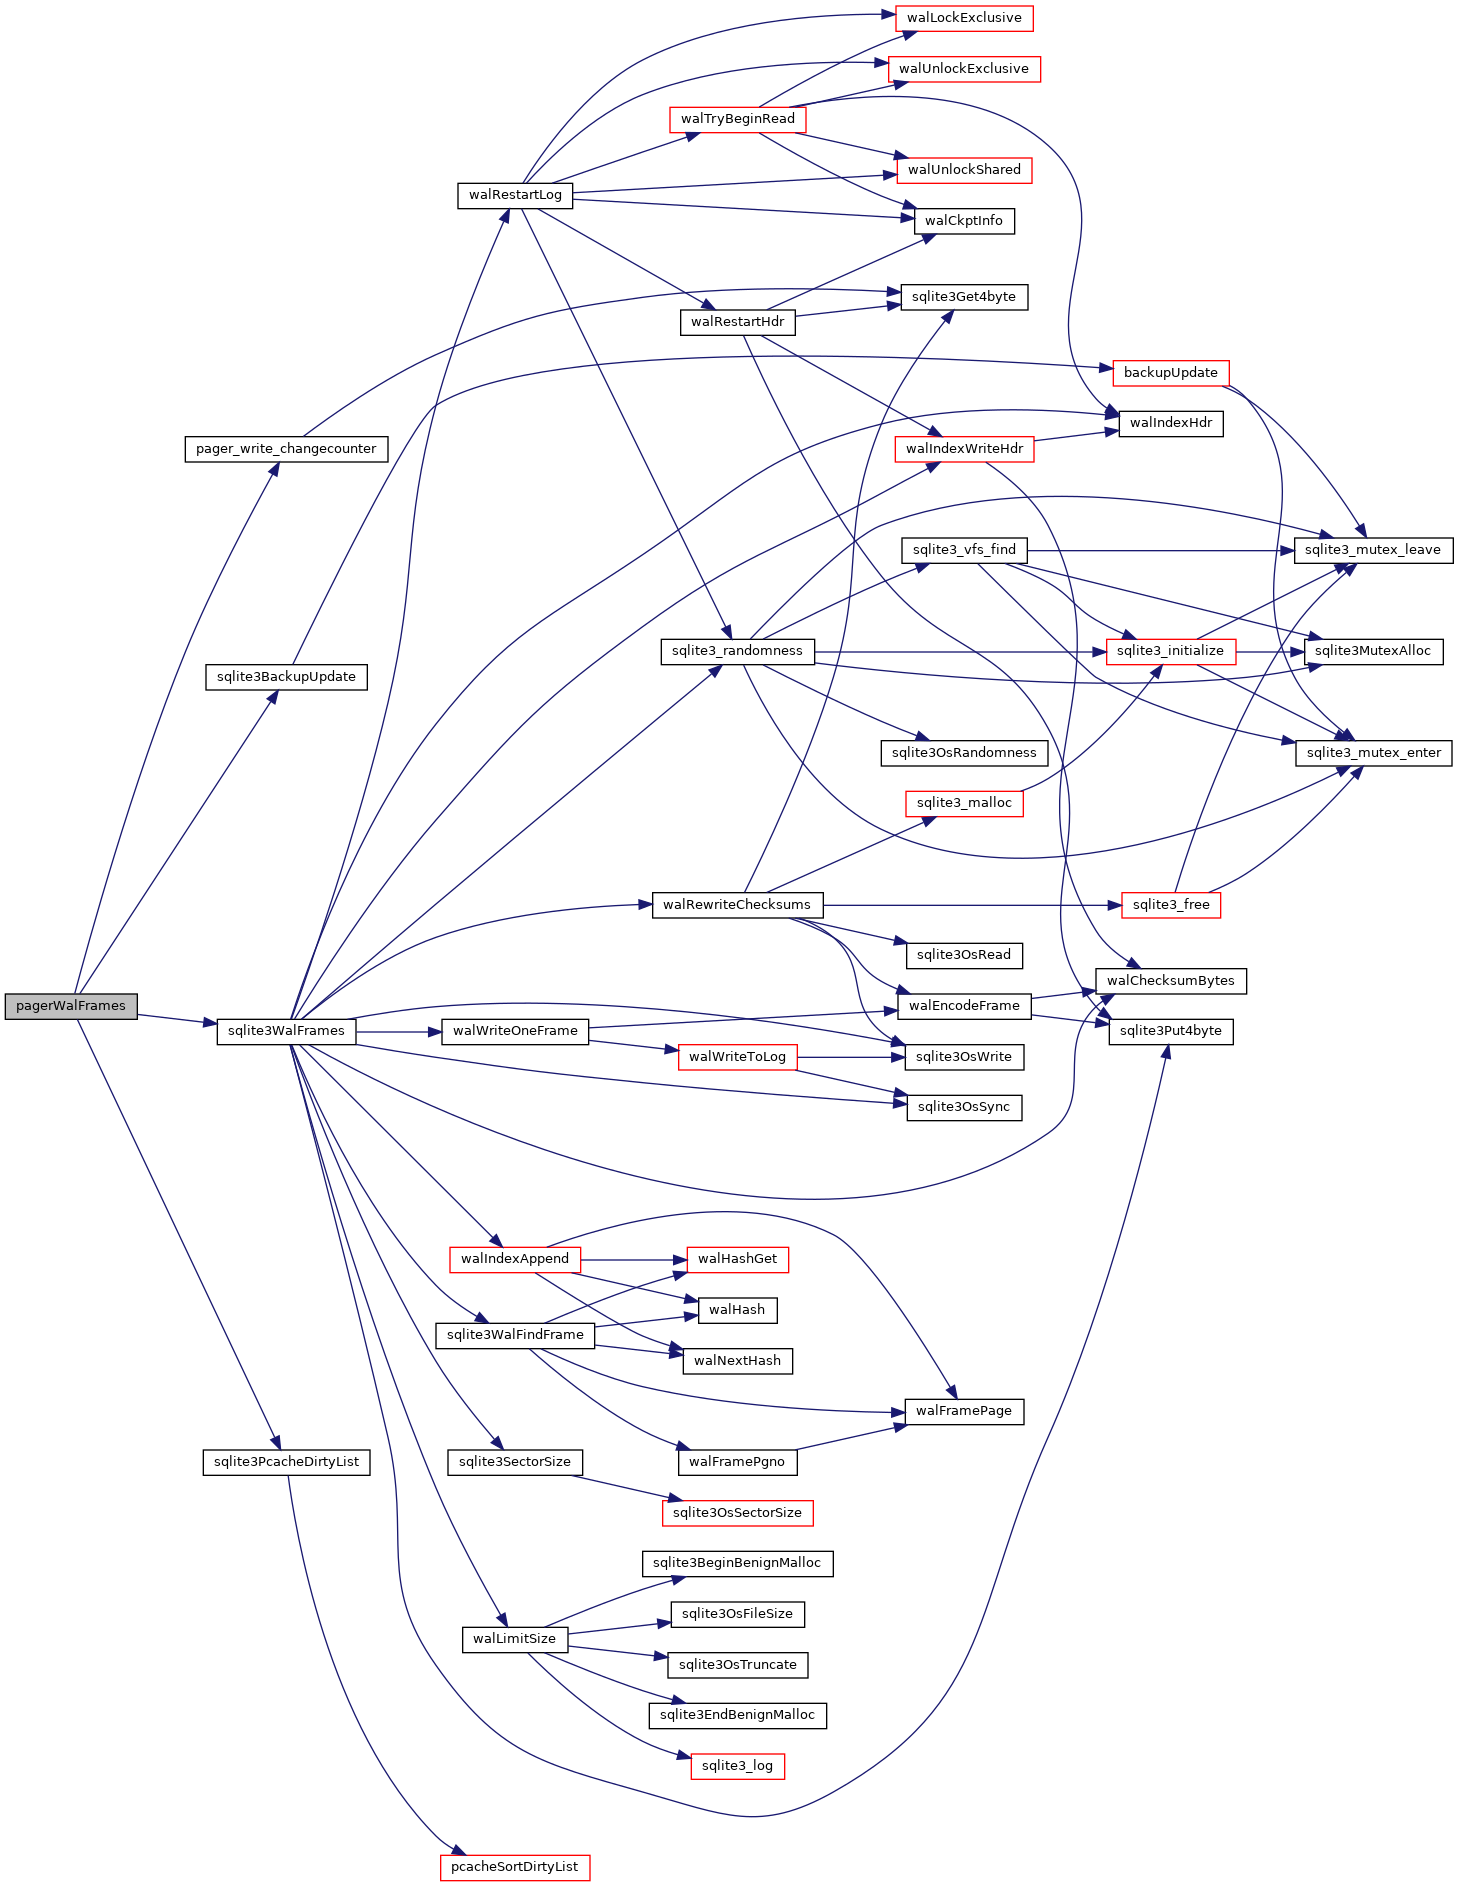 walLockExclusive
walUnlockExclusive
walTryBeginRead
walUnlockShared
walRestartLog
walCkptInfo
sqlite3Get4byte
walRestartHdr
backupUpdate
walIndexHdr
pager_write_changecounter
walIndexWriteHdr
sqlite3_vfs_find
sqlite3_mutex_leave
sqlite3_randomness
sqlite3_initialize
sqlite3MutexAlloc
sqlite3BackupUpdate
sqlite3OsRandomness
sqlite3_mutex_enter
sqlite3_malloc
walRewriteChecksums
sqlite3_free
sqlite3OsRead
walChecksumBytes
pagerWalFrames
walEncodeFrame
sqlite3WalFrames
walWriteOneFrame
sqlite3Put4byte
walWriteToLog
sqlite3OsWrite
sqlite3OsSync
walIndexAppend
walHashGet
walHash
sqlite3WalFindFrame
walNextHash
walFramePage
sqlite3PcacheDirtyList
sqlite3SectorSize
walFramePgno
sqlite3OsSectorSize
sqlite3BeginBenignMalloc
sqlite3OsFileSize
walLimitSize
sqlite3OsTruncate
sqlite3EndBenignMalloc
sqlite3_log
pcacheSortDirtyList